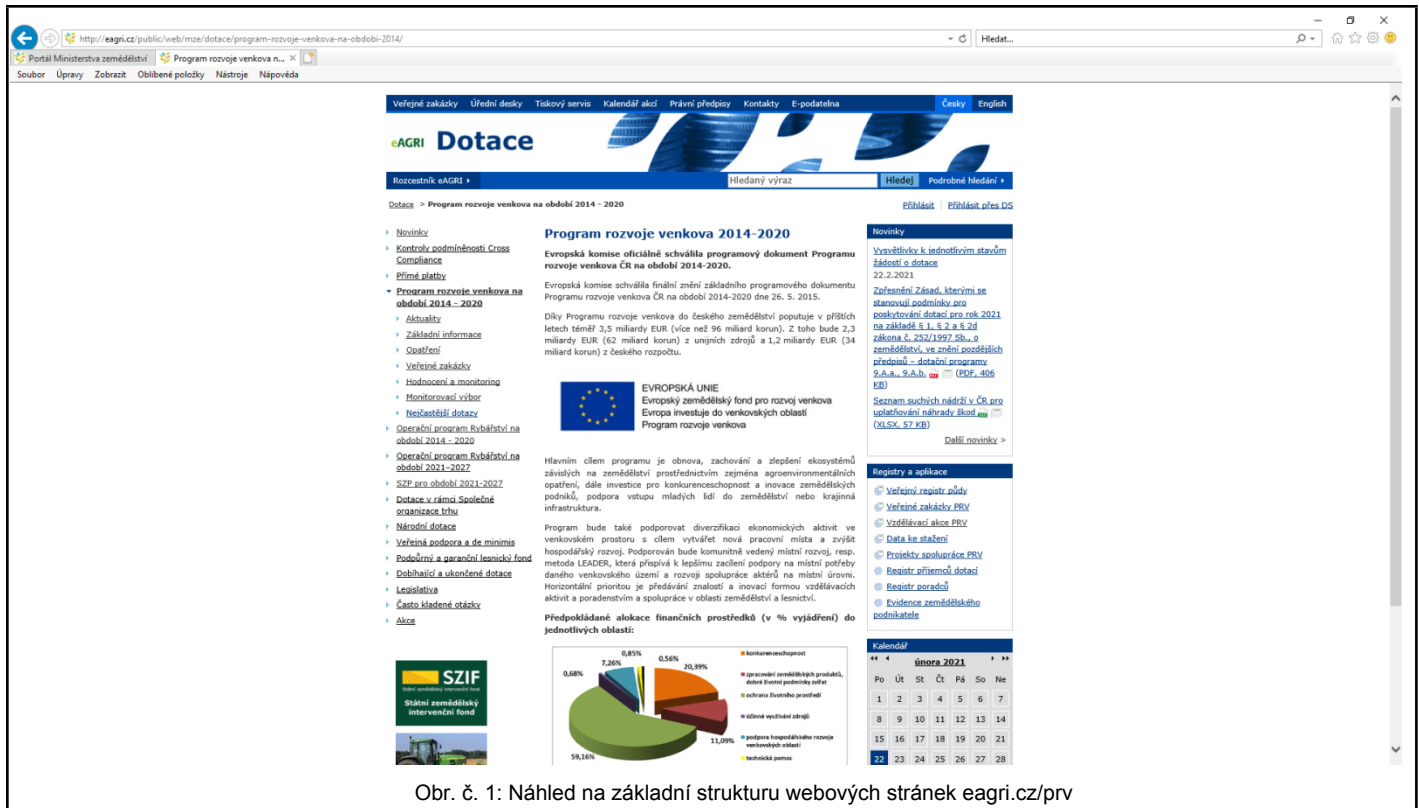 http://eagri.cz/public/web/mze/dotace/program-rozvoje-venkova-na-obdobi-2014/
Hledat...
Portál Ministerstva zemědělství
Program rozvoje venkova n...
Soubor Úpravy Zobrazit Oblíbené položky Nástroje Nápověda
Veřejné zakázky Úřední desky Tiskový servis Kalendář akcí Právní předpisy Kontakty E-podatelna Česky English
eAGRI Dotace
Rozcestník eAGRI
Hledaný výraz Hledej Podrobné hledání
Dotace > Program rozvoje venkova na období 2014 - 2020
Přihlásit Přihlásit přes DS
Novinky
Kontroly podmíněnosti Cross
Compliance
Přímé platby
Program rozvoje venkova na
období 2014 - 2020
Aktuality
Základní informace
Opatření
Veřejné zakázky
Hodnocení a monitoring
Monitorovací výbor
Nejčastější dotazy
Operační program Rybářství na
období 2014 - 2020
Operační program Rybářství na
období 2021-2027
SZP pro období 2021-2027
Dotace v rámci Společné
organizace trhu
Národní dotace
Veřejná podpora a de minimis
Podpůrný a garanční lesnický fond
Dobíhající a ukončené dotace
Legislativa
Často kladené otázky
Akce
SZIF
Státní zemědělský intervenční fond
Státní zemědělský
intervenční fond
Program rozvoje venkova 2014-2020
Evropská komise oficiálně schválila programový dokument Programu
rozvoje venkova ČR na období 2014-2020.
Evropská komise schválila finální znění základního programového dokumentu
Programu rozvoje venkova ČR na období 2014-2020 dne 26. 5. 2015.
Díky Programu rozvoje venkova do českého zemědělství poputuje v příštích
letech téměř 3,5 miliardy EUR (více než 96 miliard korun). Z toho bude 2,3
miliardy EUR (62 miliard korun) z unijních zdrojů a 1,2 miliardy EUR (34
miliard korun) z českého rozpočtu.
EVROPSKÁ UNIE
Evropský zemědělský fond pro rozvoj venkova
Evropa investuje do venkovských oblastí
Program rozvoje venkova
Hlavním cílem programu je obnova, zachování a zlepšení ekosystémů
závislých na zemědělství prostřednictvím zejména agroenvironmentálních
opatření, dále investice pro konkurenceschopnost a inovace zemědělských
podniků, podpora vstupu mladých lidí do zemědělství nebo krajinná
infrastruktura.
Program bude také podporovat diverzifikaci ekonomických aktivit ve
venkovském prostoru s cílem vytvářet nová pracovní místa a zvýšit
hospodářský rozvoj. Podporován bude komunitně vedený místní rozvoj, resp.
metoda LEADER, která přispívá k lepšímu zacílení podpory na místní potřeby
daného venkovského území a rozvoji spolupráce aktérů na místní úrovni.
Horizontální prioritou je předávání znalostí a inovací formou vzdělávacích
aktivit a poradenstvím a spolupráce v oblasti zemědělství a lesnictví.
Předpokládané alokace finančních prostředků (v % vyjádření) do
jednotlivých oblastí:
0,85%
0,56%
7,26%
20,39%
0,68%
11,09%
59,16%
konkurenceschopnost
zpracování zemědělských produktů,
dobré životní podmínky zvířat
ochrana životního prostředí
účinné využívání zdrojů
podpora hospodářského rozvoje
venkovských oblastí
technická pomoc
Novinky
Vysvětlivky k jednotlivým stavům
žádostí o dotace
22.2.2021
Zpřesnění Zásad, kterými se
stanovují podmínky pro
poskytování dotací pro rok 2021
na základě § 1, § 2 a § 2d
zákona č. 252/1997 Sb., o
zemědělství, ve znění pozdějších
předpisů – dotační programy
9.A.a., 9.A.b. (PDF, 406
KB)
Seznam suchých nádrží v ČR pro
uplatňování náhrady škod
(XLSX, 57 KB)
Další novinky >
Registry a aplikace
Veřejný registr půdy
Veřejné zakázky PRV
Vzdělávací akce PRV
Data ke stažení
Projekty spolupráce PRV
Registr příjemců dotací
Registr poradců
Evidence zemědělského
podnikatele
Kalendář
února 2021
Po Út St Čt Pá So Ne
1 2 3 4 5 6 7
8 9 10 11 12 13 14
15 16 17 18 19 20 21
22 23 24 25 26 27 28
Obr. č. 1: Náhled na základní strukturu webových stránek eagri.cz/prv